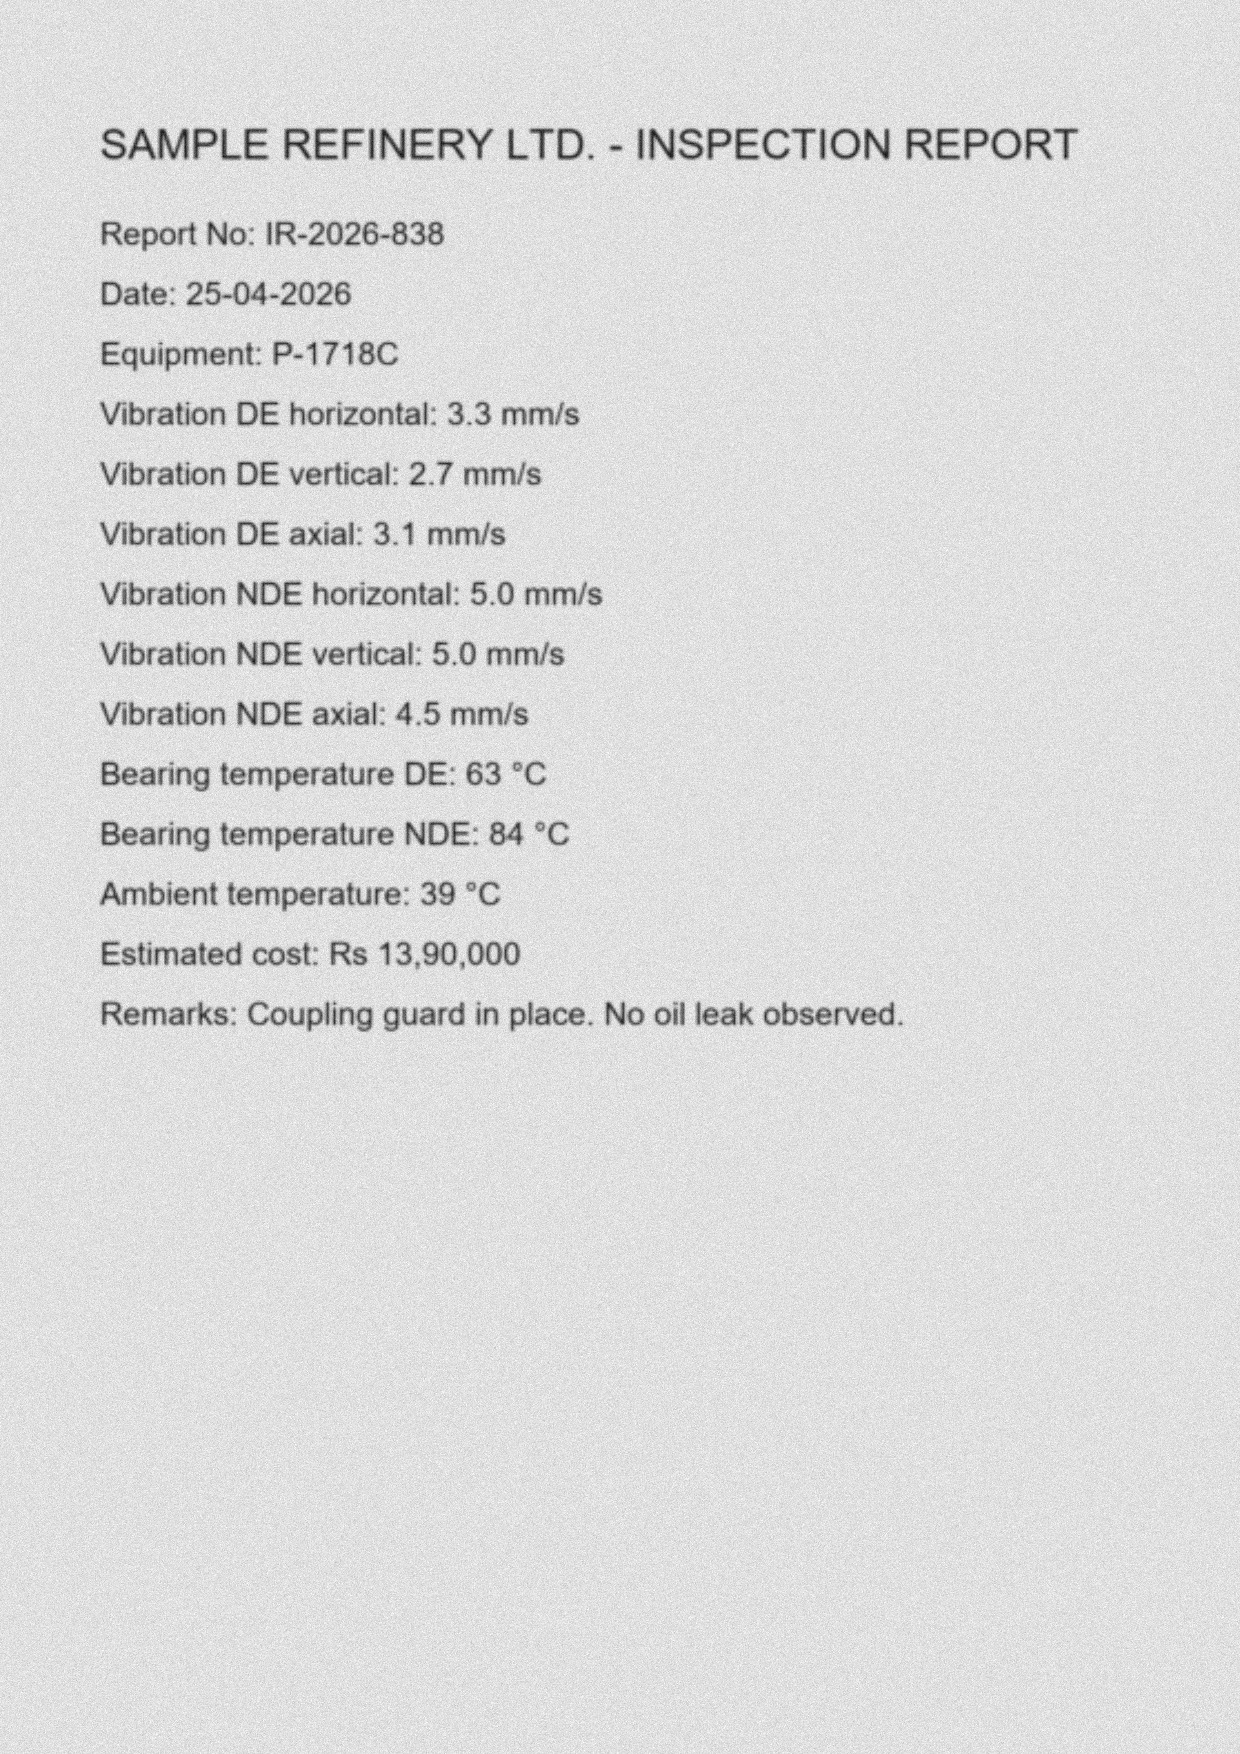 SAMPLE REFINERY LTD. - INSPECTION REPORT
Report No: IR-2026-838
Date: 25-04-2026
Equipment: P-1718C
Vibration DE horizontal: 3.3 mm/s
Vibration DE vertical: 2.7 mm/s
Vibration DE axial: 3.1 mm/s
Vibration NDE horizontal: 5.0 mm/s
Vibration NDE vertical: 5.0 mm/s
Vibration NDE axial: 4.5 mm/s
Bearing temperature DE: 63 °C
Bearing temperature NDE: 84 °C
Ambient temperature: 39 °C
Estimated cost: Rs 13,90,000
Remarks: Coupling guard in place. No oil leak observed.